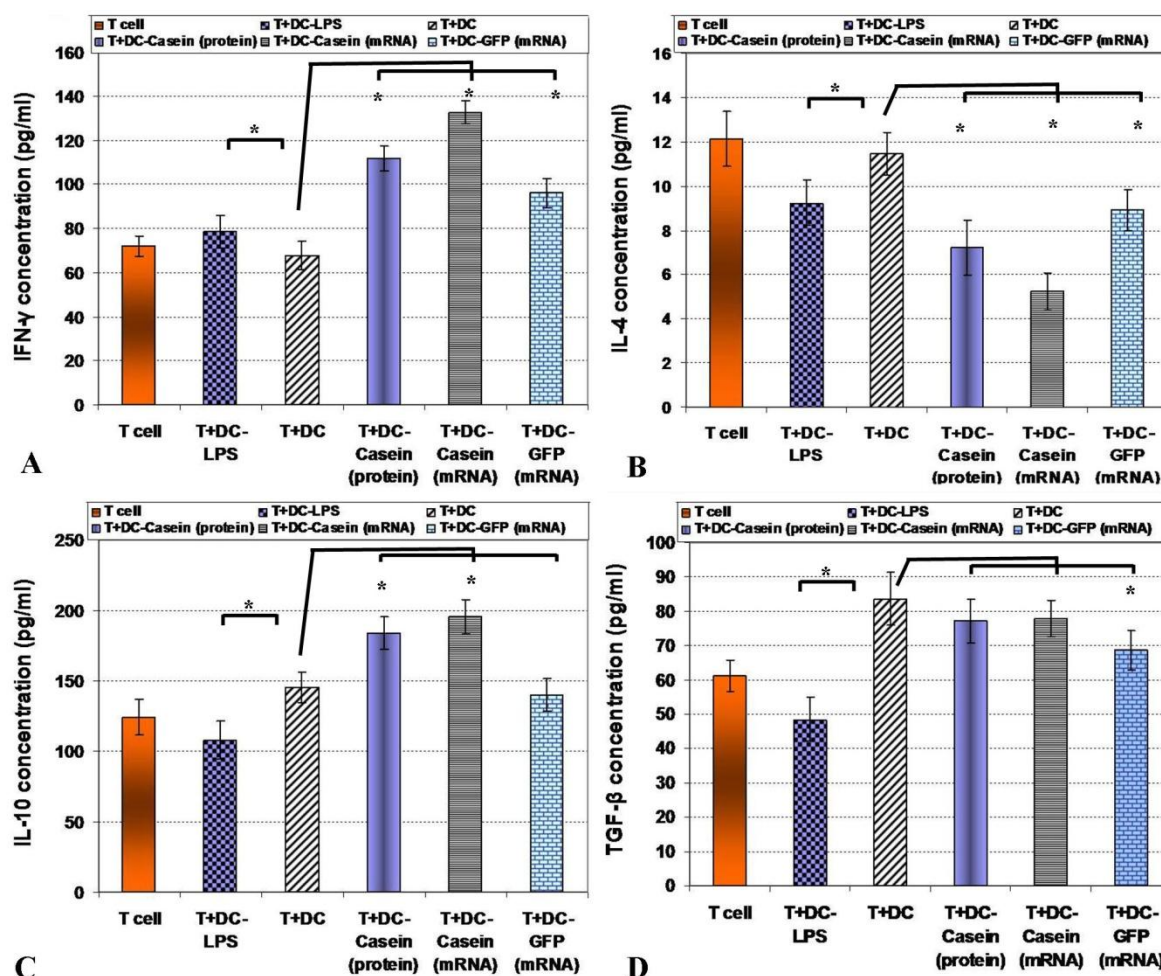 T cell T+DC-LPS T+DC
T+DC-Casein (protein) T+DC-Casein (mRNA) T+DC-GFP (mRNA)
IFN-γ concentration (pg/ml)
160
140
120
100
80
60
40
20
0
* * * *
T cell T+DC-LPS T+DC T+DC-Casein (protein) T+DC-Casein (mRNA) T+DC-GFP (mRNA)
A
T cell T+DC-LPS T+DC
T+DC-Casein (protein) T+DC-Casein (mRNA) T+DC-GFP (mRNA)
IL-4 concentration (pg/ml)
16
14
12
10
8
6
4
2
0
* * * *
T cell T+DC-LPS T+DC T+DC-Casein (protein) T+DC-Casein (mRNA) T+DC-GFP (mRNA)
B
T cell T+DC-LPS T+DC
T+DC-Casein (protein) T+DC-Casein (mRNA) T+DC-GFP (mRNA)
IL-10 concentration (pg/ml)
250
200
150
100
50
0
* * *
T cell T+DC-LPS T+DC T+DC-Casein (protein) T+DC-Casein (mRNA) T+DC-GFP (mRNA)
C
T cell T+DC-LPS T+DC
T+DC-Casein (protein) T+DC-Casein (mRNA) T+DC-GFP (mRNA)
TGF-β concentration (pg/ml)
100
90
80
70
60
50
40
30
20
10
0
* *
T cell T+DC-LPS T+DC T+DC-Casein (protein) T+DC-Casein (mRNA) T+DC-GFP (mRNA)
D